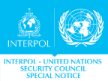 INTERPOL
INTERPOL - UNITED NATIONS
SECURITY COUNCIL
SPECIAL NOTICE